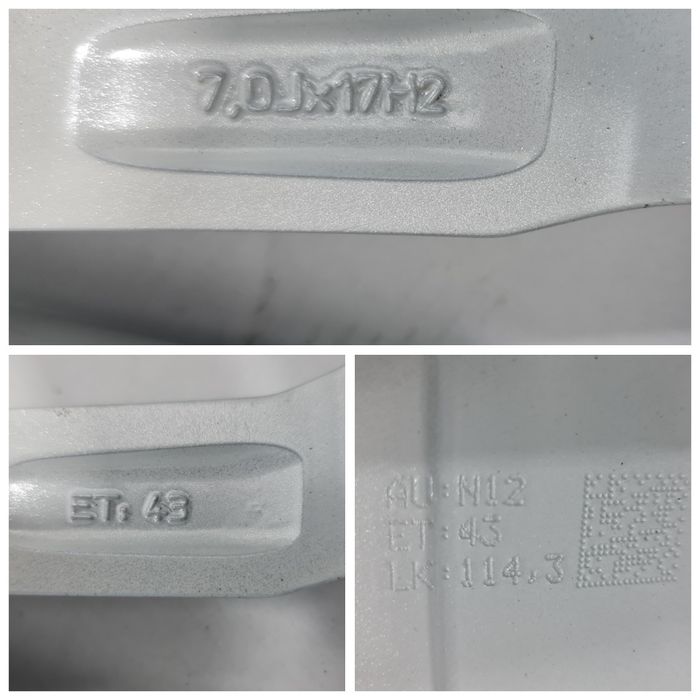 7,0Jx17H2
ET: 43
AU:N12
ET:43
LK:114.3